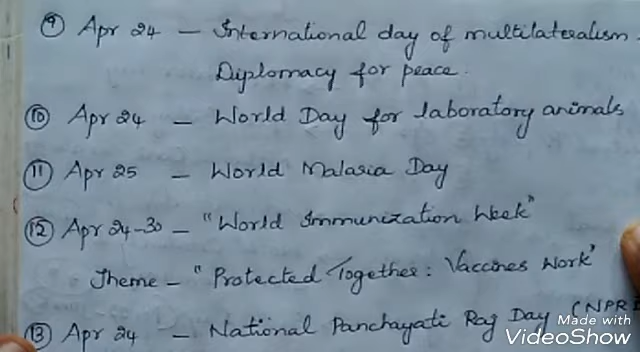 ⑨ Apr 24 - International day of multilateralism.
Diplomacy for peace.
⑩ Apr 24 - World Day for laboratory animals
⑪ Apr 25 - World Malaria Day
⑫ Apr 24-30 - "World Immunization Week"
Theme - "Protected Together: Vaccines Work"
⑬ Apr 24 - National Panchayati Raj Day (NPR
Made with
VideoShow